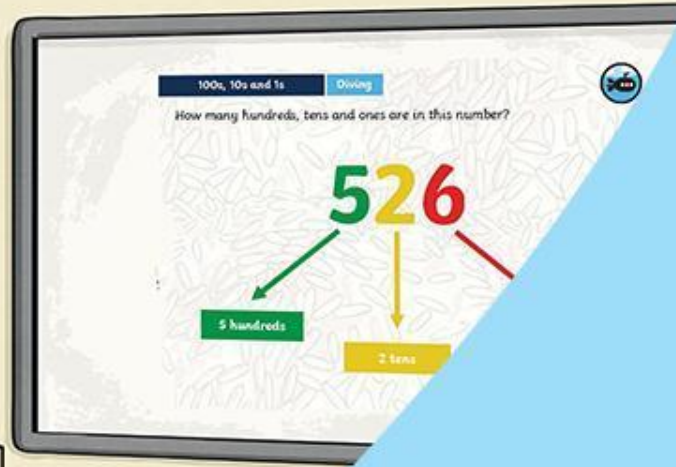 100s, 10s and 1s Diving
How many hundreds, tens and ones are in this number?
526
5 hundreds
2 tens